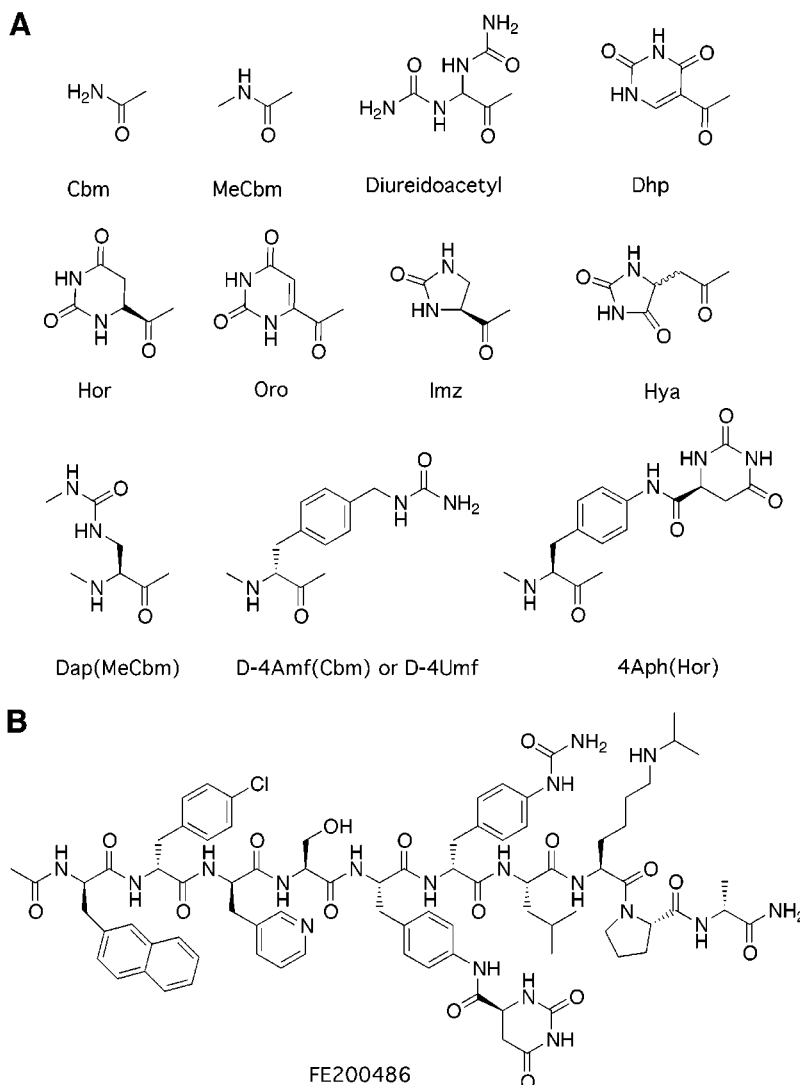 A
H₂N O
Cbm
H N O
MeCbm
NH₂ HN O O H₂N N H O
Diureidoacetyl
H N O O HN O
Dhp
O HN O N H O
Hor
O HN O N H O
Oro
H N O HN O
Imz
H N O HN O O
Hya
H N O HN N H O
Dap(MeCbm)
O N H NH₂ N H O
D-4Amf(Cbm) or D-4Umf
O HN NH O H N O N H O
4Aph(Hor)
B
O NH₂ NH HN
Cl OH
H N O H N O H N O H N O H N O
O N H O N H O N H O N H O N H O N O N H O NH₂
N
NH O H N O NH O
FE200486